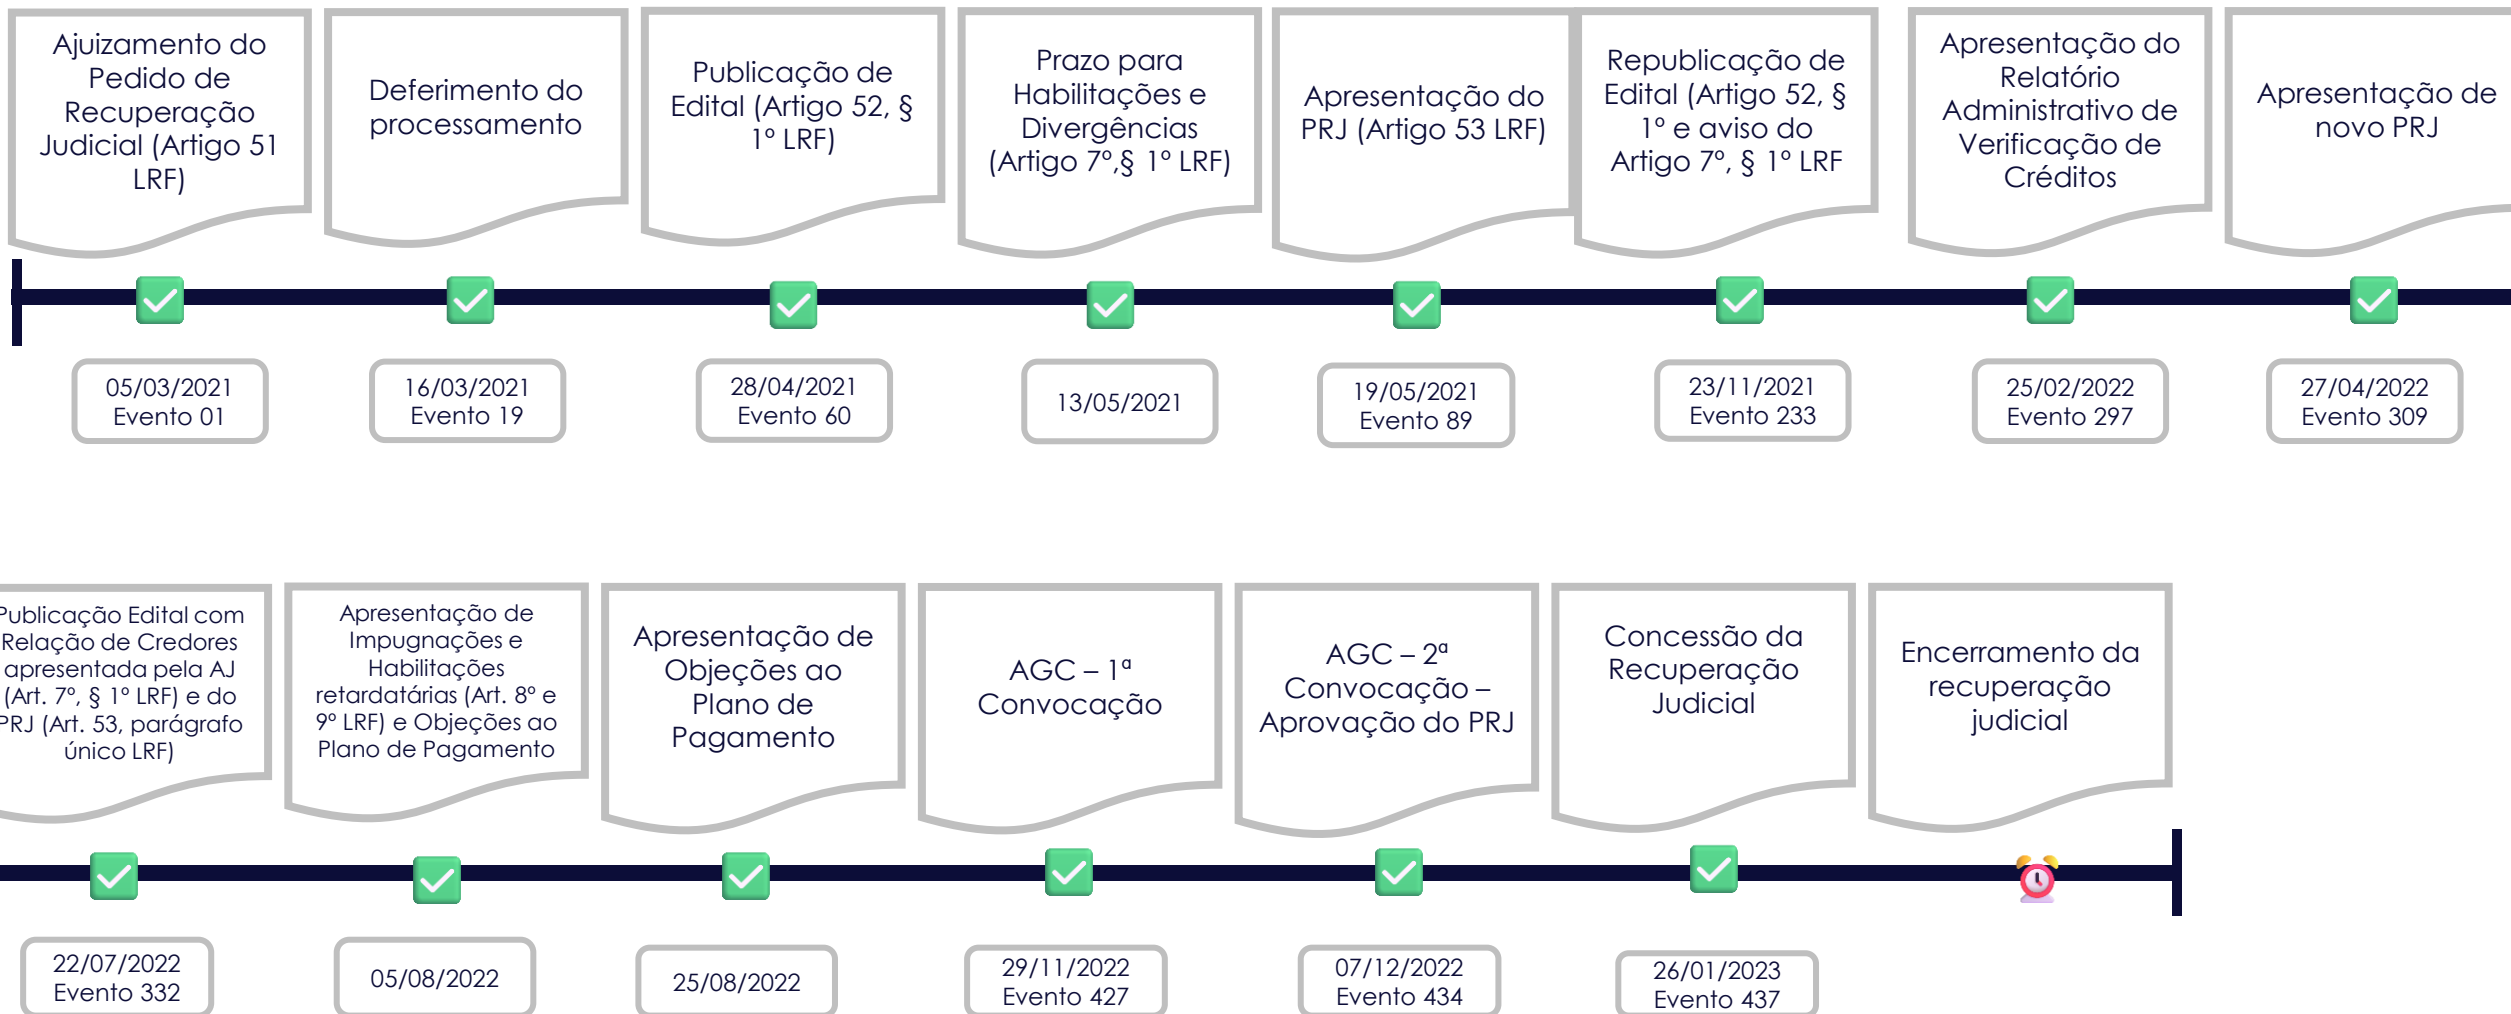 Ajuizamento do
Pedido de
Recuperação
Judicial (Artigo 51
LRF)
Deferimento do
processamento
Publicação de
Edital (Artigo 52, §
1º LRF)
Prazo para
Habilitações e
Divergências
(Artigo 7º,§ 1º LRF)
Apresentação do
PRJ (Artigo 53 LRF)
Republicação de
Edital (Artigo 52, §
1º e aviso do
Artigo 7º, § 1º LRF
Apresentação do
Relatório
Administrativo de
Verificação de
Créditos
Apresentação de
novo PRJ
05/03/2021
Evento 01
16/03/2021
Evento 19
28/04/2021
Evento 60
13/05/2021
19/05/2021
Evento 89
23/11/2021
Evento 233
25/02/2022
Evento 297
27/04/2022
Evento 309
Publicação Edital com
Relação de Credores
apresentada pela AJ
(Art. 7º, § 1º LRF) e do
PRJ (Art. 53, parágrafo
único LRF)
Apresentação de
Impugnações e
Habilitações
retardatárias (Art. 8º e
9º LRF) e Objeções ao
Plano de Pagamento
Apresentação de
Objeções ao
Plano de
Pagamento
AGC – 1ª
Convocação
AGC – 2ª
Convocação –
Aprovação do PRJ
Concessão da
Recuperação
Judicial
Encerramento da
recuperação
judicial
22/07/2022
Evento 332
05/08/2022
25/08/2022
29/11/2022
Evento 427
07/12/2022
Evento 434
26/01/2023
Evento 437